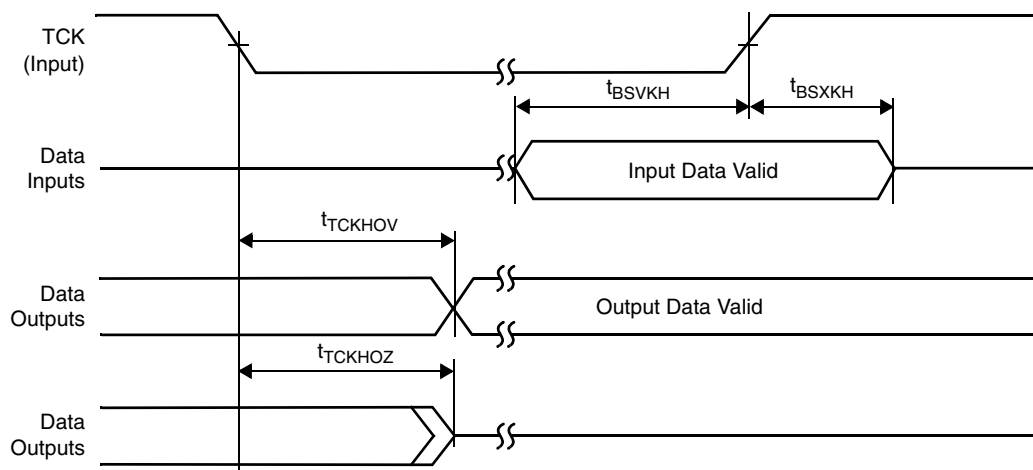 TCK
(Input)
tBSVKH
tBSXKH
Data
Inputs
Input Data Valid
tTCKHOV
Data
Outputs
Output Data Valid
tTCKHOZ
Data
Outputs